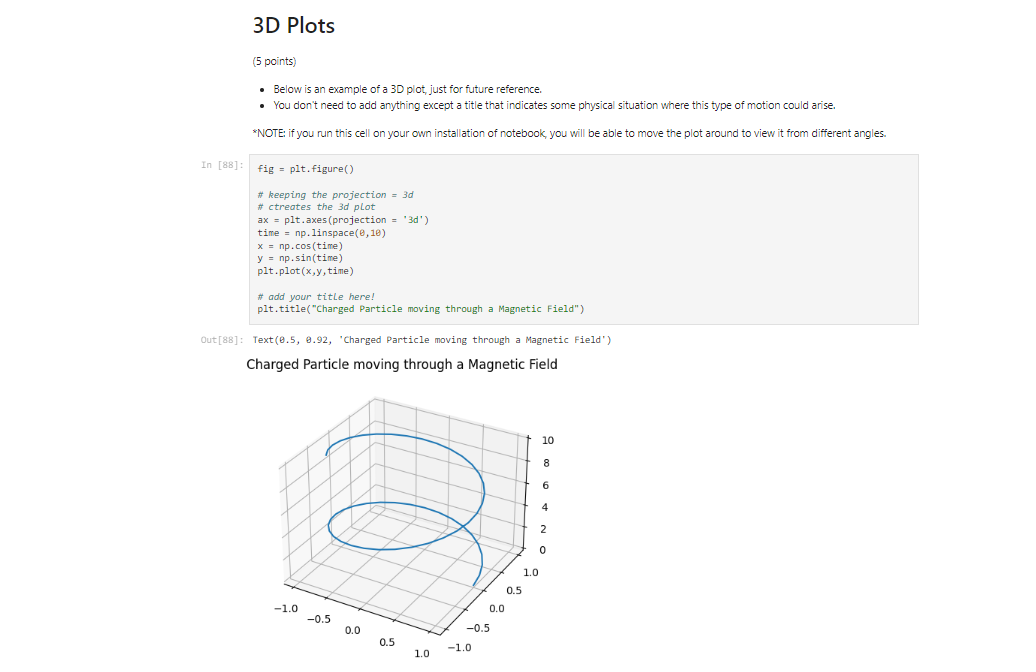 3D Plots
(5 points)
• Below is an example of a 3D plot, just for future reference.
• You don't need to add anything except a title that indicates some physical situation where this type of motion could arise.
*NOTE: if you run this cell on your own installation of notebook, you will be able to move the plot around to view it from different angles.
In [88]:
fig = plt.figure()
# keeping the projection = 3d
# ctreates the 3d plot
ax = plt.axes(projection = '3d')
time = np.linspace(0,10)
x = np.cos(time)
y = np.sin(time)
plt.plot(x,y,time)
# add your title here!
plt.title("Charged Particle moving through a Magnetic Field")
Out[88]: Text(0.5, 0.92, 'Charged Particle moving through a Magnetic Field')
Charged Particle moving through a Magnetic Field
10
8
6
4
2
0
1.0
0.5
0.0
−0.5
−1.0
−1.0
−0.5
0.0
0.5
1.0